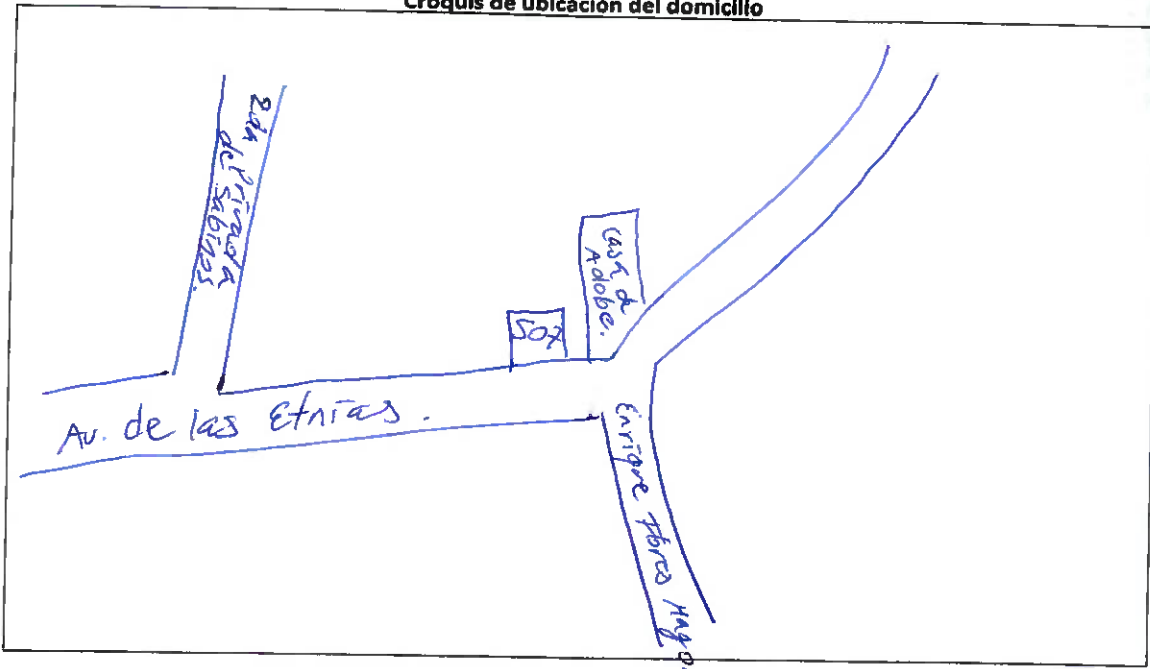 Croquis de ubicación del domicilio
2da Privada
de Sabinos.
Casa de
Adobe.
507
Av. de las Etnias.
Enrique Flores Mago.